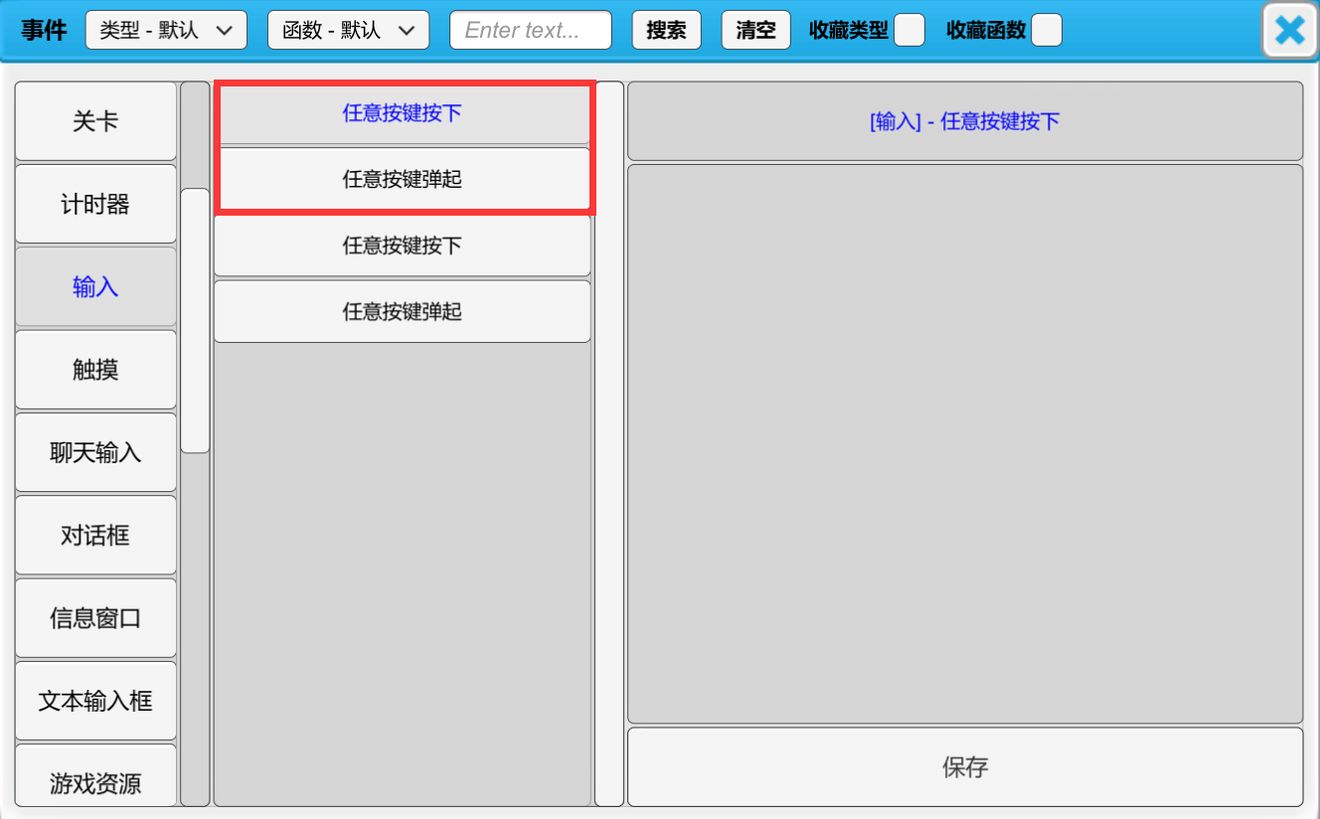 事件 类型 - 默认 函数 - 默认 Enter text... 搜索 清空 收藏类型 收藏函数
关卡
计时器
输入
触摸
聊天输入
对话框
信息窗口
文本输入框
游戏资源
任意按键按下
任意按键弹起
任意按键按下
任意按键弹起
[输入] - 任意按键按下
保存